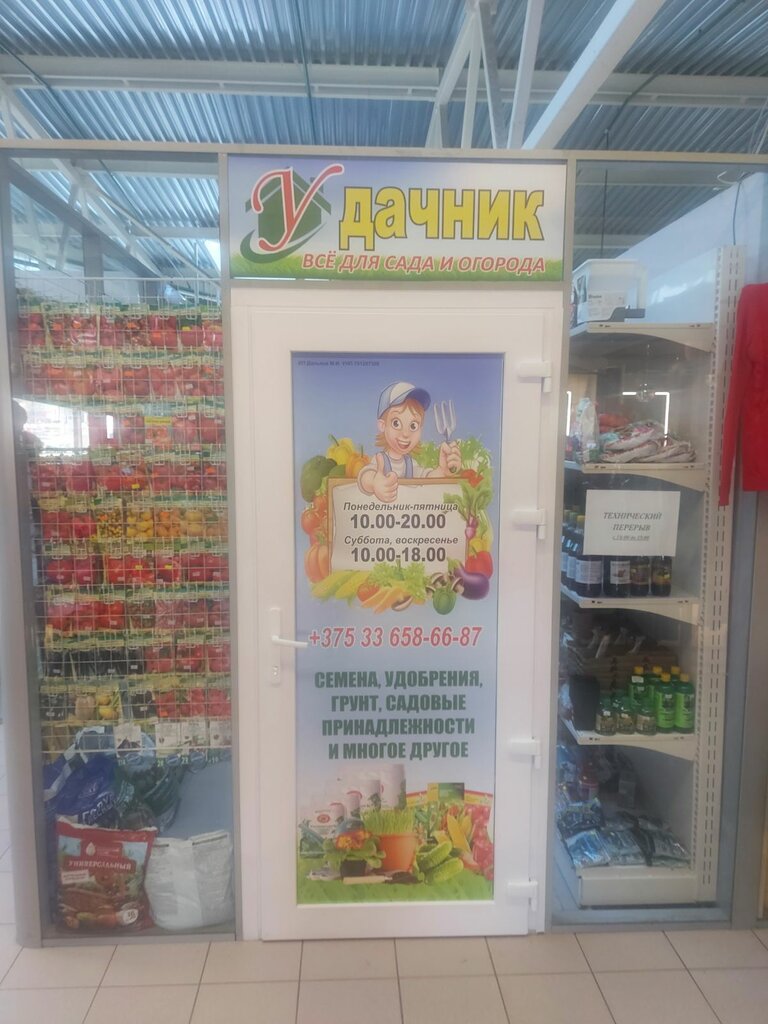 Удачник
ВСЁ ДЛЯ САДА И ОГОРОДА
Понедельник-пятница
10.00-20.00
Суббота, воскресенье
10.00-18.00
+375 33 658-66-87
СЕМЕНА, УДОБРЕНИЯ,
ГРУНТ, САДОВЫЕ
ПРИНАДЛЕЖНОСТИ
И МНОГОЕ ДРУГОЕ
ТЕХНИЧЕСКИЙ
ПЕРЕРЫВ
УНИВЕРСАЛЬНЫЙ